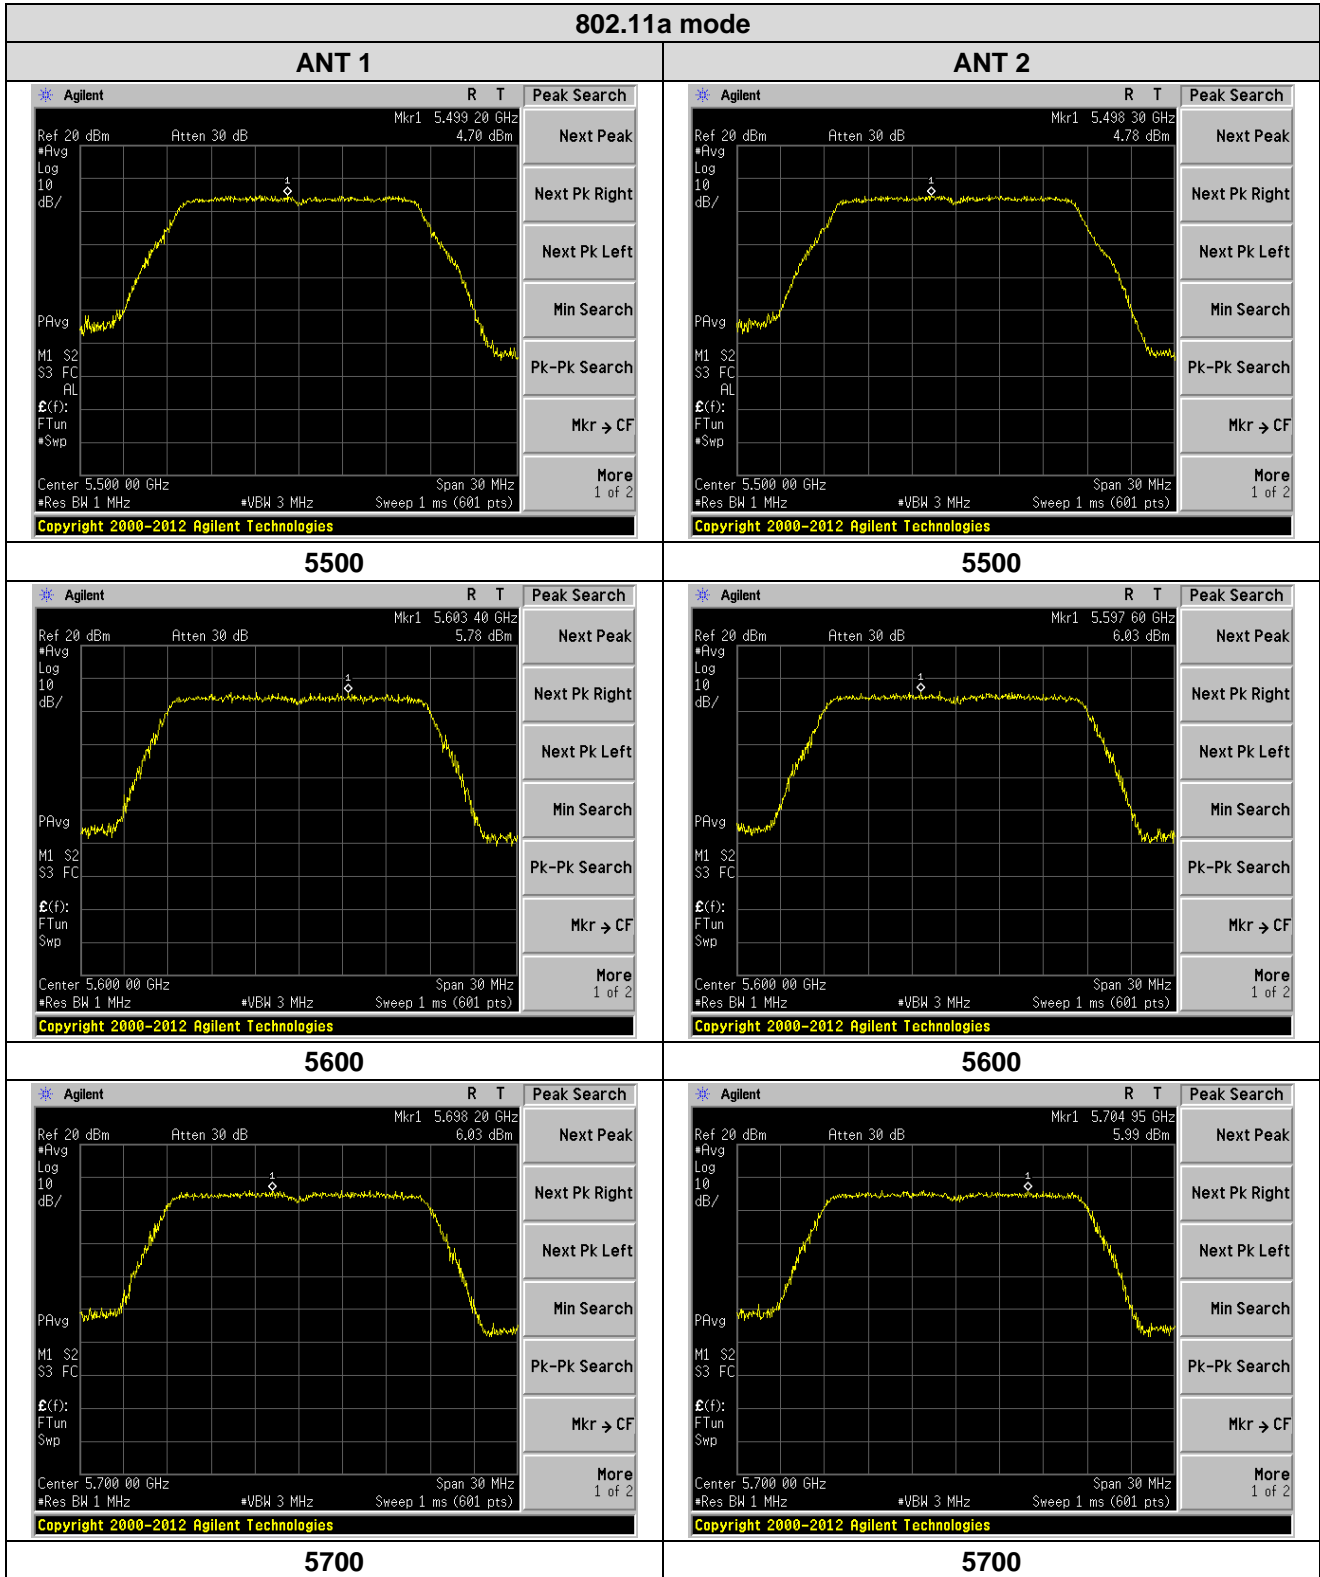 802.11a mode
ANT 1
ANT 2
Agilent
R T
Peak Search
Mkr1 5.499 20 GHz
Ref 20 dBm
Atten 30 dB
4.70 dBm
#Avg
Log
10
dB/
1
PAvg
M1 S2
S3 FC
AL
£(f):
FTun
#Swp
Center 5.500 00 GHz
Span 30 MHz
#Res BW 1 MHz
#VBW 3 MHz
Sweep 1 ms (601 pts)
Next Peak
Next Pk Right
Next Pk Left
Min Search
Pk-Pk Search
Mkr → CF
More
1 of 2
Copyright 2000-2012 Agilent Technologies
Agilent
R T
Peak Search
Mkr1 5.498 30 GHz
Ref 20 dBm
Atten 30 dB
4.78 dBm
#Avg
Log
10
dB/
1
PAvg
M1 S2
S3 FC
AL
£(f):
FTun
#Swp
Center 5.500 00 GHz
Span 30 MHz
#Res BW 1 MHz
#VBW 3 MHz
Sweep 1 ms (601 pts)
Next Peak
Next Pk Right
Next Pk Left
Min Search
Pk-Pk Search
Mkr → CF
More
1 of 2
Copyright 2000-2012 Agilent Technologies
5500
5500
Agilent
R T
Peak Search
Mkr1 5.603 40 GHz
Ref 20 dBm
Atten 30 dB
5.78 dBm
#Avg
Log
10
dB/
1
PAvg
M1 S2
S3 FC
£(f):
FTun
Swp
Center 5.600 00 GHz
Span 30 MHz
#Res BW 1 MHz
#VBW 3 MHz
Sweep 1 ms (601 pts)
Next Peak
Next Pk Right
Next Pk Left
Min Search
Pk-Pk Search
Mkr → CF
More
1 of 2
Copyright 2000-2012 Agilent Technologies
Agilent
R T
Peak Search
Mkr1 5.597 60 GHz
Ref 20 dBm
Atten 30 dB
6.03 dBm
#Avg
Log
10
dB/
1
PAvg
M1 S2
S3 FC
£(f):
FTun
Swp
Center 5.600 00 GHz
Span 30 MHz
#Res BW 1 MHz
#VBW 3 MHz
Sweep 1 ms (601 pts)
Next Peak
Next Pk Right
Next Pk Left
Min Search
Pk-Pk Search
Mkr → CF
More
1 of 2
Copyright 2000-2012 Agilent Technologies
5600
5600
Agilent
R T
Peak Search
Mkr1 5.698 20 GHz
Ref 20 dBm
Atten 30 dB
6.03 dBm
#Avg
Log
10
dB/
1
PAvg
M1 S2
S3 FC
£(f):
FTun
Swp
Center 5.700 00 GHz
Span 30 MHz
#Res BW 1 MHz
#VBW 3 MHz
Sweep 1 ms (601 pts)
Next Peak
Next Pk Right
Next Pk Left
Min Search
Pk-Pk Search
Mkr → CF
More
1 of 2
Copyright 2000-2012 Agilent Technologies
Agilent
R T
Peak Search
Mkr1 5.704 95 GHz
Ref 20 dBm
Atten 30 dB
5.99 dBm
#Avg
Log
10
dB/
1
PAvg
M1 S2
S3 FC
£(f):
FTun
Swp
Center 5.700 00 GHz
Span 30 MHz
#Res BW 1 MHz
#VBW 3 MHz
Sweep 1 ms (601 pts)
Next Peak
Next Pk Right
Next Pk Left
Min Search
Pk-Pk Search
Mkr → CF
More
1 of 2
Copyright 2000-2012 Agilent Technologies
5700
5700